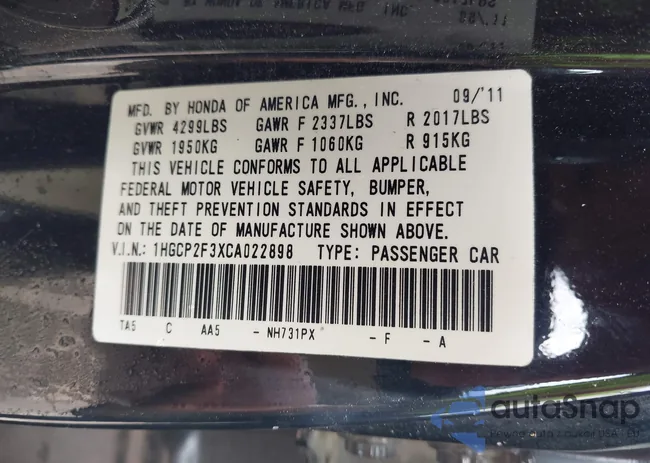 MFD. BY HONDA OF AMERICA MFG., INC. 09/'11
GVWR 4299LBS GAWR F 2337LBS R 2017LBS
GVWR 1950KG GAWR F 1060KG R 915KG
THIS VEHICLE CONFORMS TO ALL APPLICABLE
FEDERAL MOTOR VEHICLE SAFETY, BUMPER,
AND THEFT PREVENTION STANDARDS IN EFFECT
ON THE DATE OF MANUFACTURE SHOWN ABOVE.
V.I.N.: 1HGCP2F3XCA022898 TYPE: PASSENGER CAR
TA5 C AA5 - NH731PX - F - A
autoSnap